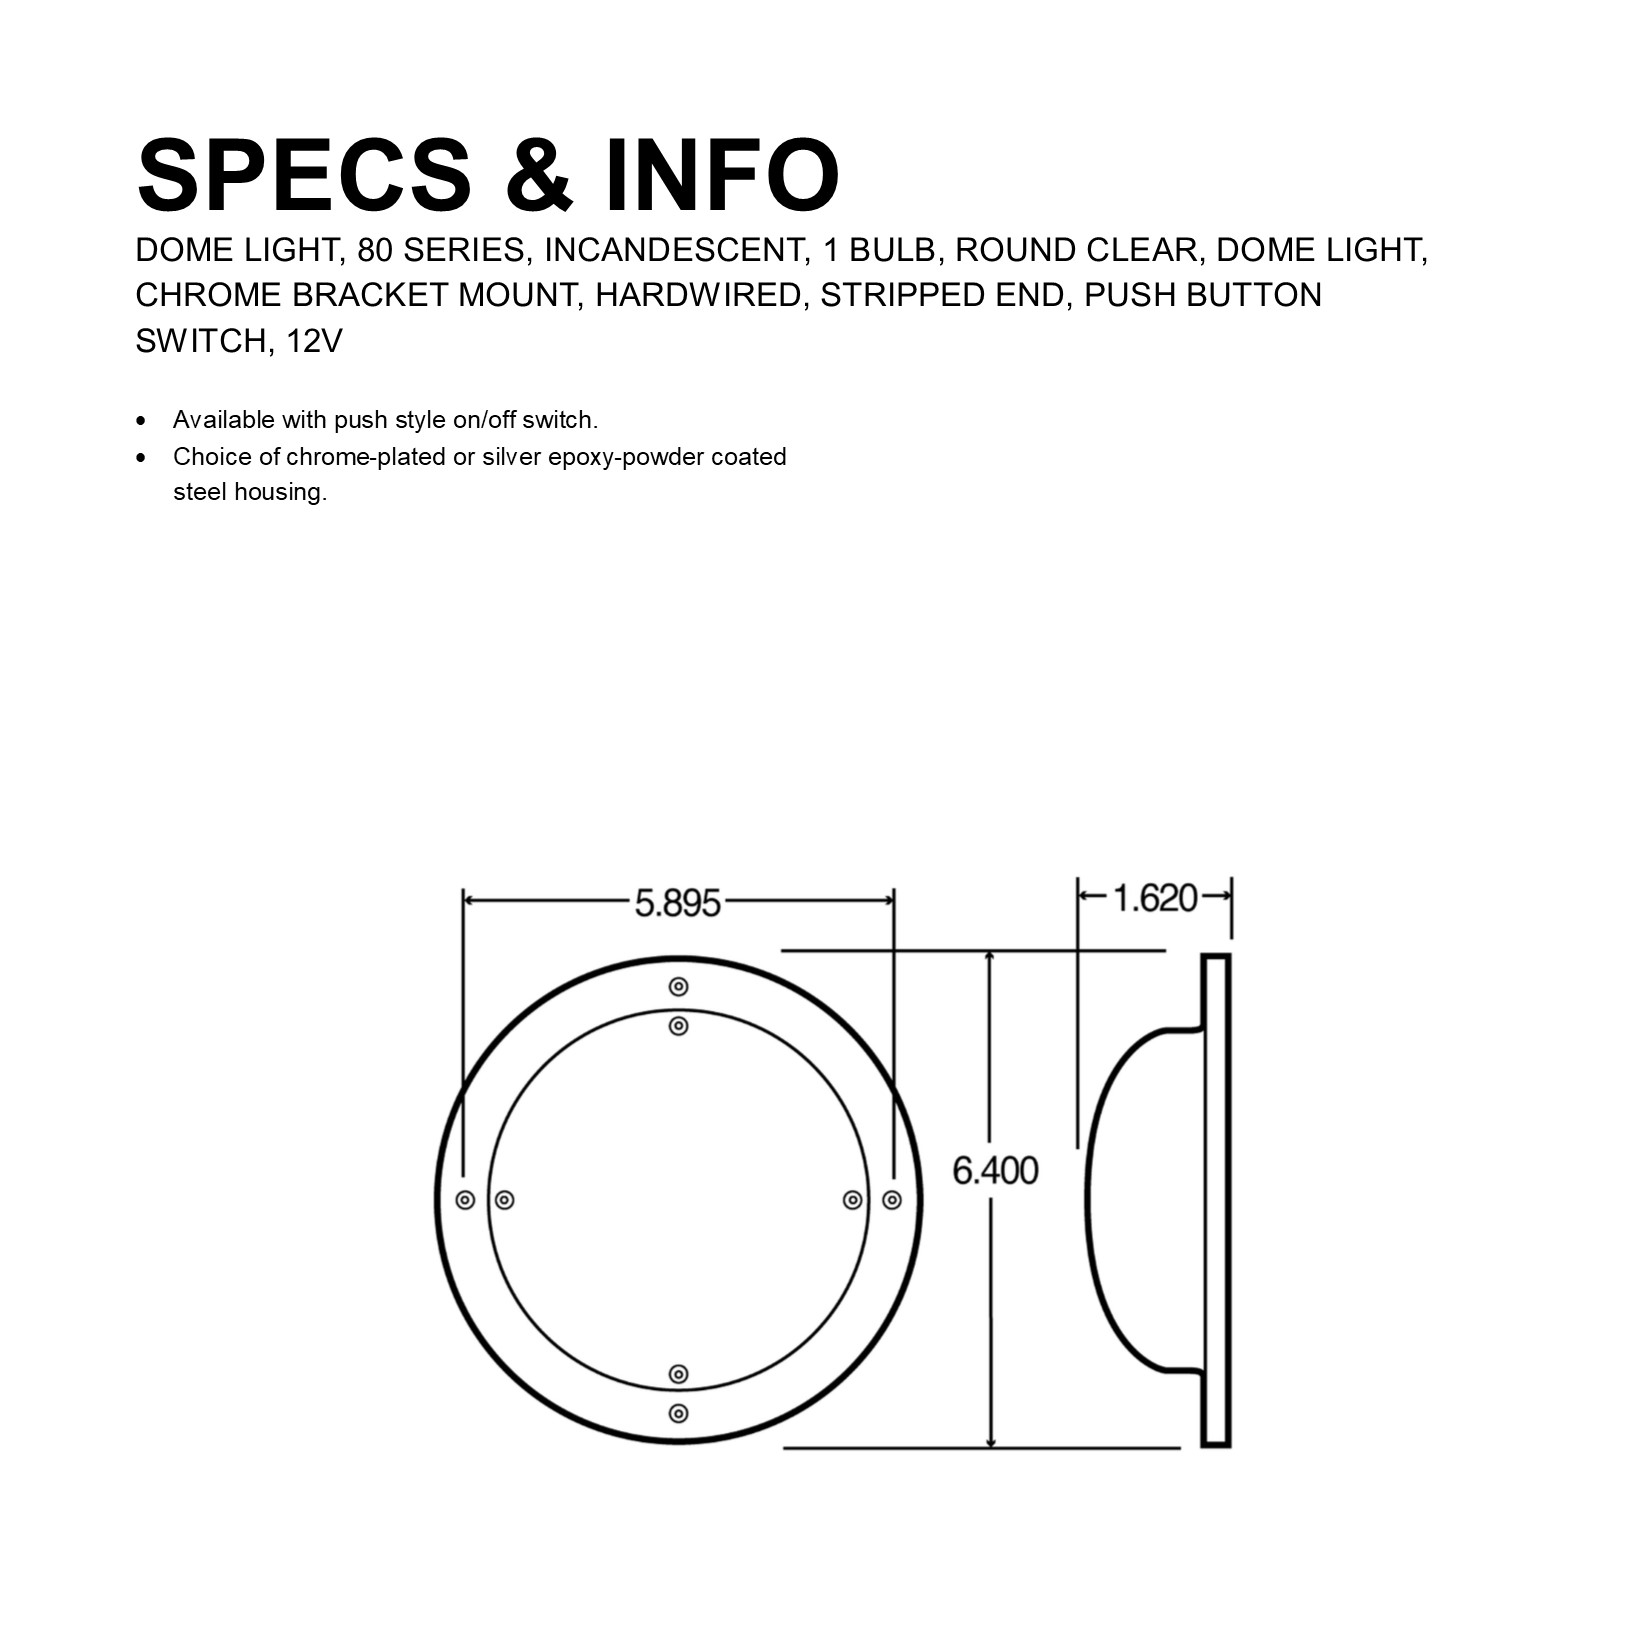 SPECS & INFO
DOME LIGHT, 80 SERIES, INCANDESCENT, 1 BULB, ROUND CLEAR, DOME LIGHT,
CHROME BRACKET MOUNT, HARDWIRED, STRIPPED END, PUSH BUTTON
SWITCH, 12V
• Available with push style on/off switch.
• Choice of chrome-plated or silver epoxy-powder coated
steel housing.
5.895
1.620
6.400